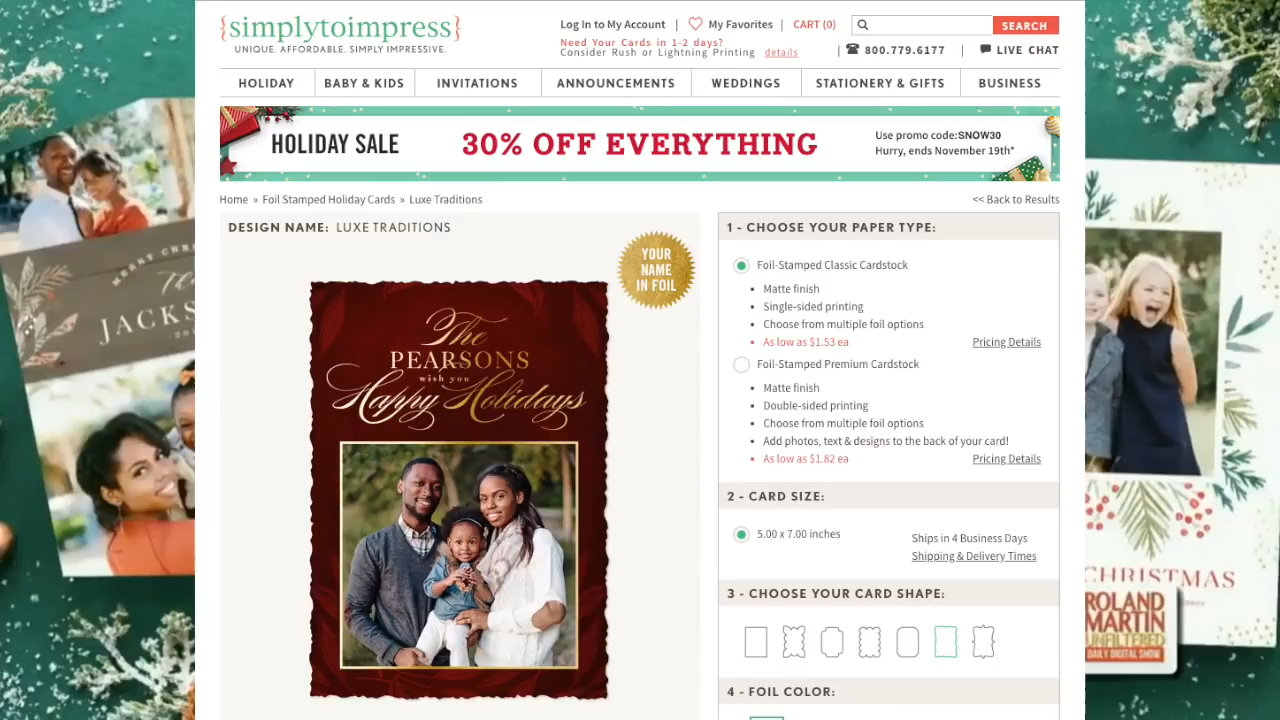 {simplytoimpress}
UNIQUE. AFFORDABLE. SIMPLY IMPRESSIVE.
Log In to My Account | My Favorites | CART (0)
SEARCH
Need Your Cards in 1-2 days?
Consider Rush or Lightning Printing details
| 800.779.6177 | LIVE CHAT
HOLIDAY BABY & KIDS INVITATIONS ANNOUNCEMENTS WEDDINGS STATIONERY & GIFTS BUSINESS
HOLIDAY SALE
30% OFF EVERYTHING
Use promo code:SNOW30
Hurry, ends November 19th*
Home » Foil Stamped Holiday Cards » Luxe Traditions
<< Back to Results
DESIGN NAME: LUXE TRADITIONS
YOUR
NAME
IN FOIL
The
PEARSONS
wish you
Happy Holidays
1 - CHOOSE YOUR PAPER TYPE:
Foil-Stamped Classic Cardstock
• Matte finish
• Single-sided printing
• Choose from multiple foil options
• As low as $1.53 ea Pricing Details
Foil-Stamped Premium Cardstock
• Matte finish
• Double-sided printing
• Choose from multiple foil options
• Add photos, text & designs to the back of your card!
• As low as $1.82 ea Pricing Details
2 - CARD SIZE:
5.00 x 7.00 inches
Ships in 4 Business Days
Shipping & Delivery Times
3 - CHOOSE YOUR CARD SHAPE:
4 - FOIL COLOR:
MERRY CHRI
JACKS
CHRISTMAS
ROLAND
MARTIN
UNFILTERED
DAILY DIGITAL SHOW